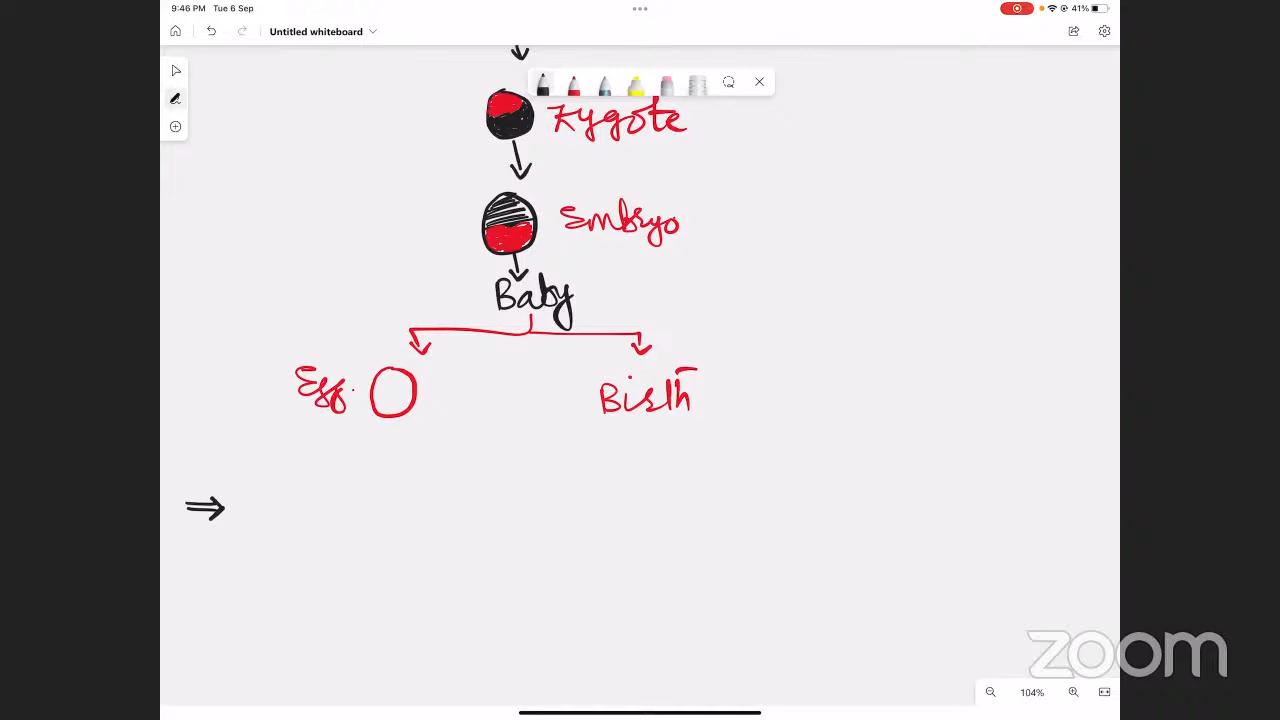 9:46 PM Tue 6 Sep
41%
Untitled whiteboard
Zygote
Embryo
Baby
Egg.
Birth
zoom
104%